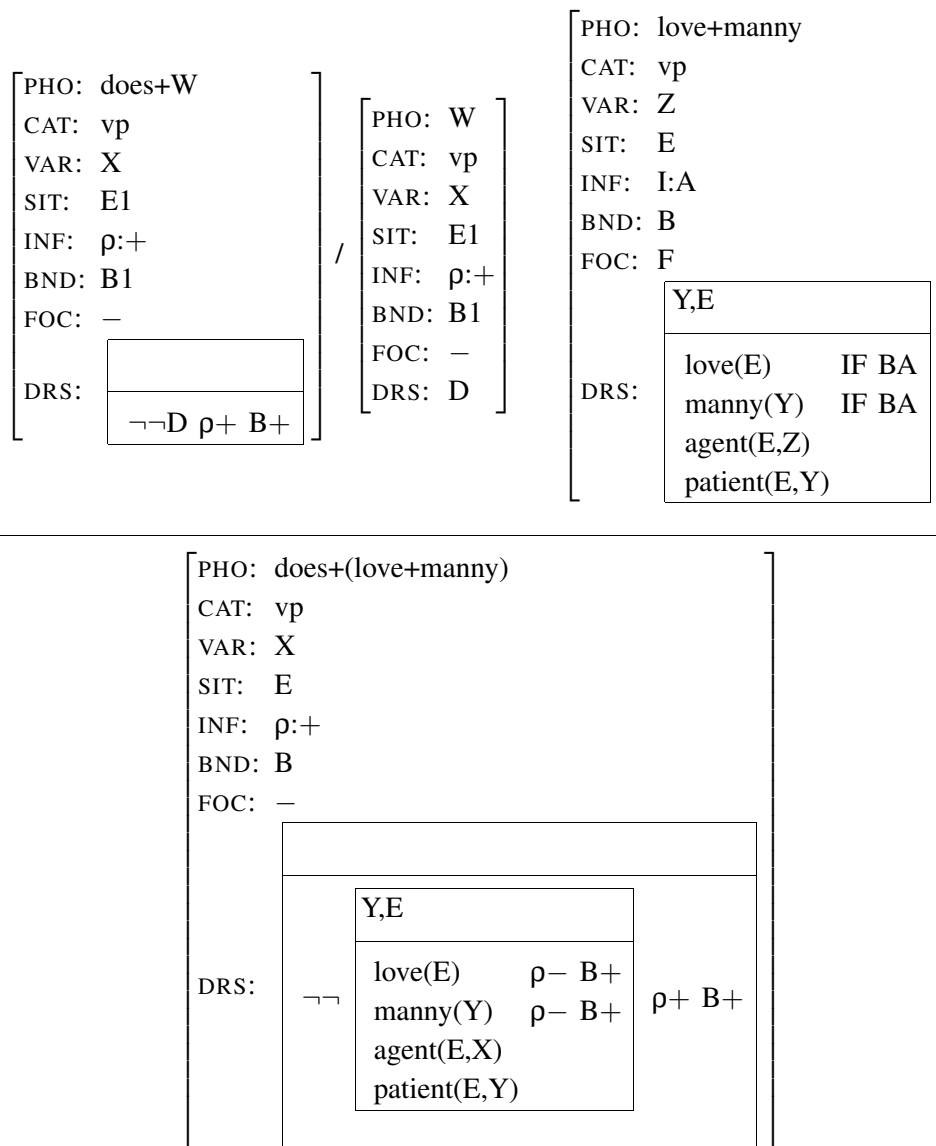 PHO: does+W
CAT: vp
VAR: X
SIT: E1
INF: ρ:+
BND: B1
FOC: −
DRS:
¬¬D ρ+ B+
/
PHO: W
CAT: vp
VAR: X
SIT: E1
INF: ρ:+
BND: B1
FOC: −
DRS: D
PHO: love+manny
CAT: vp
VAR: Z
SIT: E
INF: I:A
BND: B
FOC: F
DRS:
Y,E
love(E) IF BA
manny(Y) IF BA
agent(E,Z)
patient(E,Y)
PHO: does+(love+manny)
CAT: vp
VAR: X
SIT: E
INF: ρ:+
BND: B
FOC: −
DRS:
¬¬
Y,E
love(E) ρ− B+
manny(Y) ρ− B+
agent(E,X)
patient(E,Y)
ρ+ B+